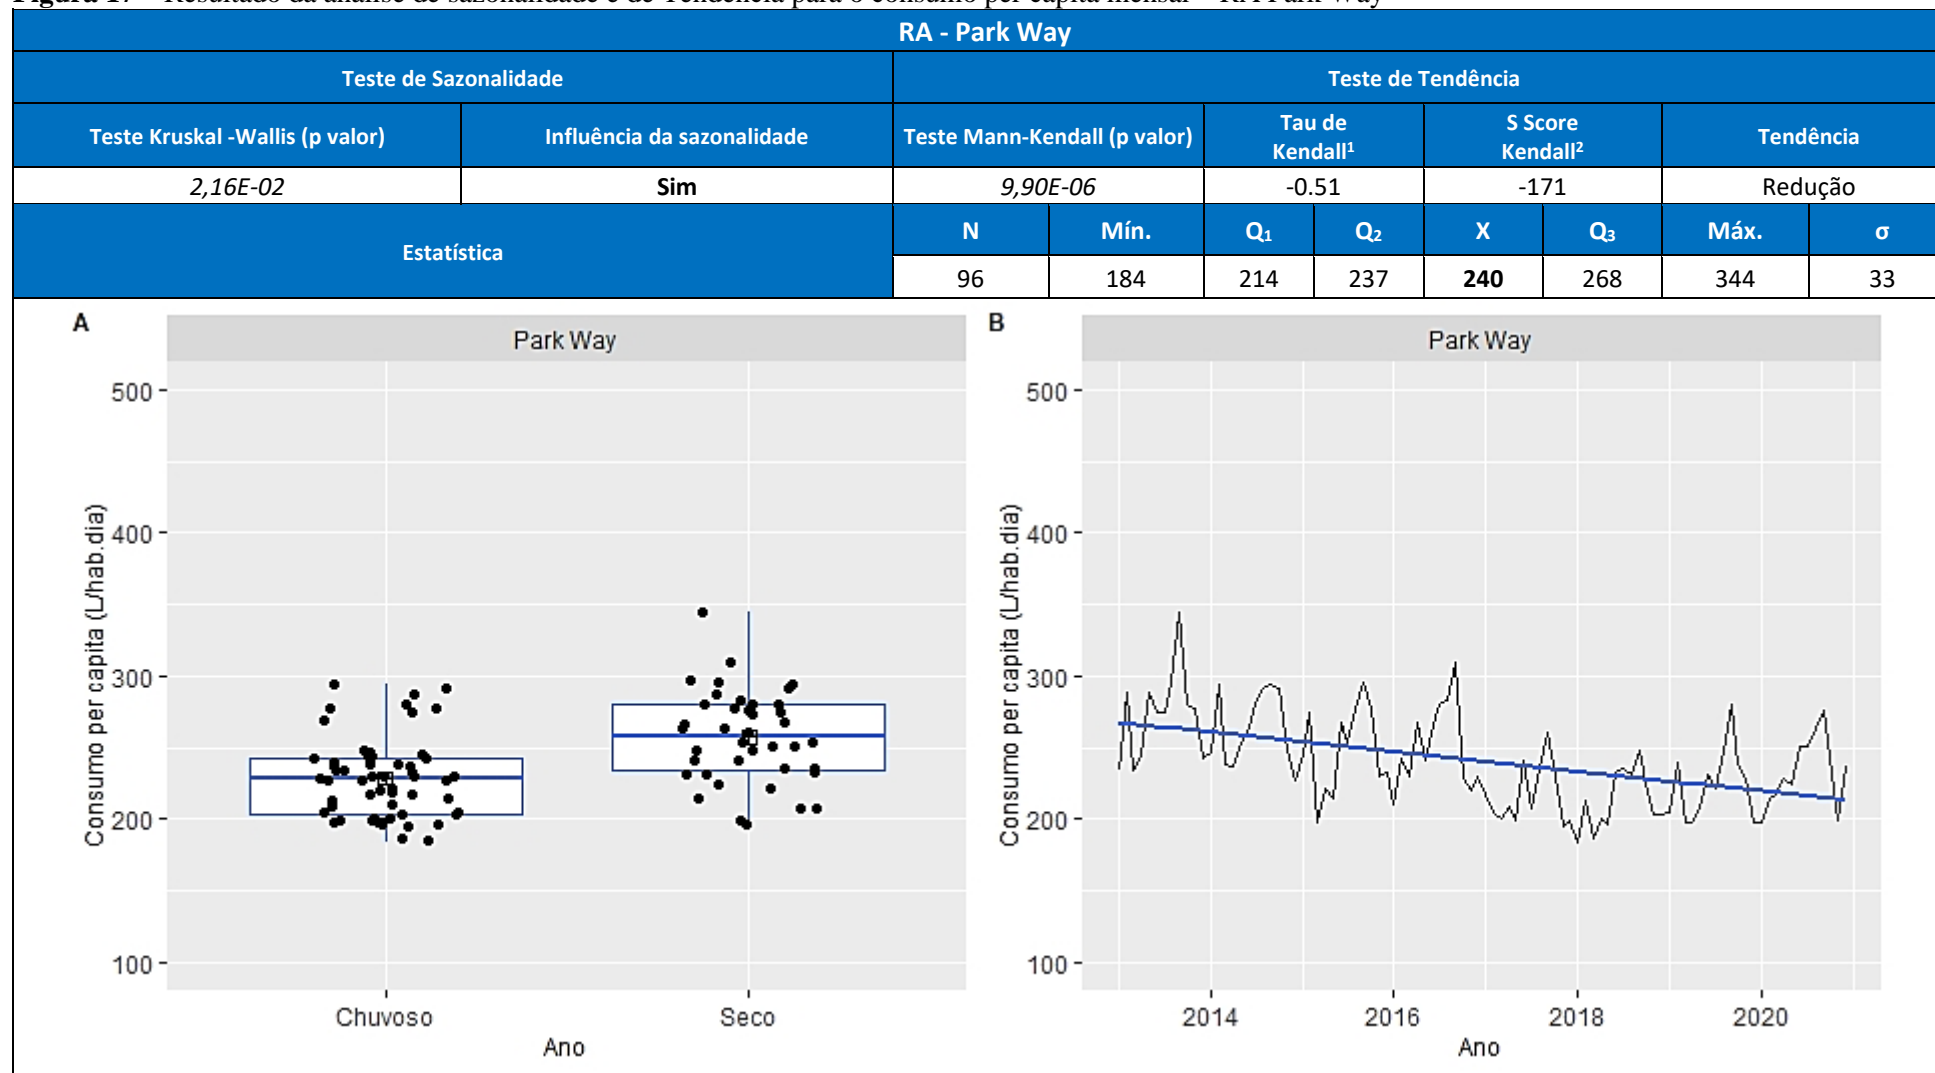 RA - Park Way
Teste de Sazonalidade
Teste de Tendência
Teste Kruskal -Wallis (p valor)
Influência da sazonalidade
Teste Mann-Kendall (p valor)
Tau de
Kendall¹
S Score
Kendall²
Tendência
2,16E-02
Sim
9,90E-06
-0.51
-171
Redução
Estatística
N
Mín.
Q₁
Q₂
X
Q₃
Máx.
σ
96
184
214
237
240
268
344
33
A
Park Way
500
400
300
200
100
Consumo per capita (L/hab.dia)
Chuvoso
Seco
Ano
B
Park Way
500
400
300
200
100
Consumo per capita (L/hab.dia)
2014
2016
2018
2020
Ano